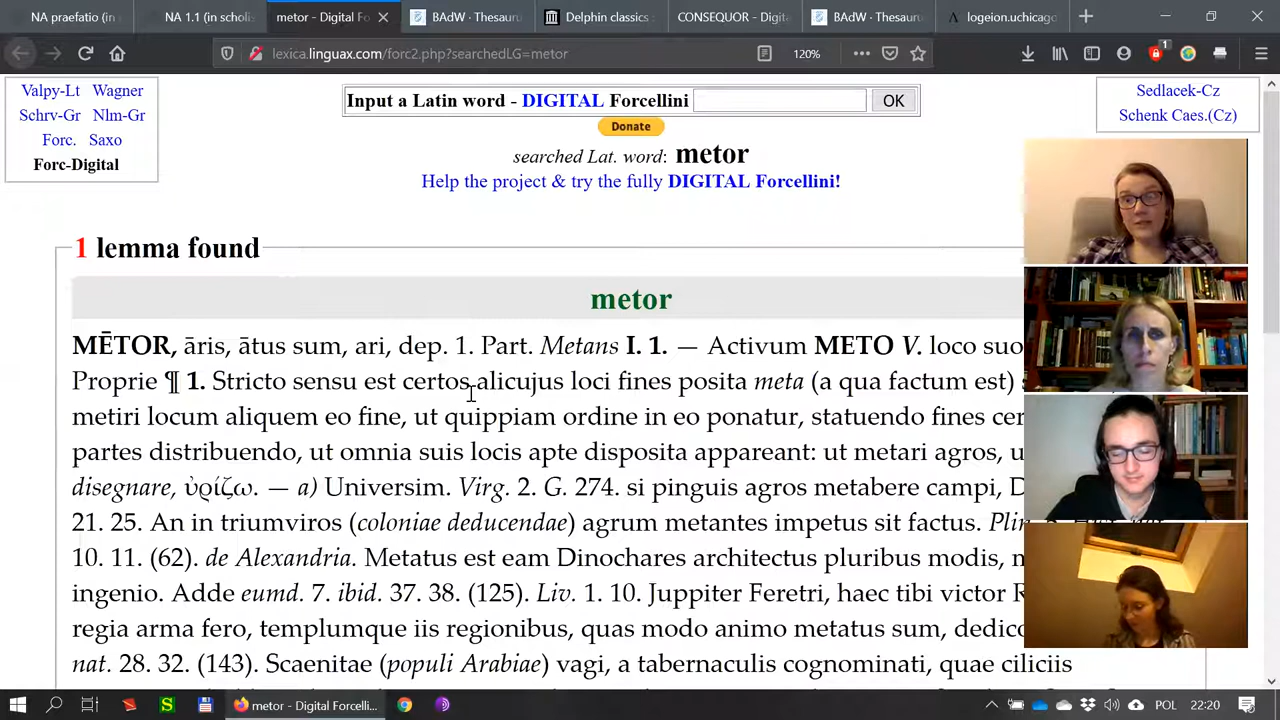 NA praefatio (in s
NA 1.1 (in scholis
metor - Digital Fo
BAdW · Thesauru
Delphin classics
CONSEQUOR - Digita
BAdW · Thesauru
logeion.uchicago
lexica.linguax.com/forc2.php?searchedLG=metor
120%
1
Valpy-Lt Wagner
Schrv-Gr Nlm-Gr
Forc. Saxo
Forc-Digital
Input a Latin word - DIGITAL Forcellini OK
Donate
searched Lat. word: metor
Help the project & try the fully DIGITAL Forcellini!
Sedlacek-Cz
Schenk Caes.(Cz)
1 lemma found
metor
MĒTOR, āris, ātus sum, ari, dep. 1. Part. Metans I. 1. — Activum METO V. loco suo
Proprie ¶ 1. Stricto sensu est certos alicujus loci fines posita meta (a qua factum est)
metiri locum aliquem eo fine, ut quippiam ordine in eo ponatur, statuendo fines cer
partes distribuendo, ut omnia suis locis apte disposita appareant: ut metari agros, u
disegnare, ὑρίζω. — a) Universim. Virg. 2. G. 274. si pinguis agros metabere campi, D
21. 25. An in triumviros (coloniae deducendae) agrum metantes impetus sit factus. Plin
10. 11. (62). de Alexandria. Metatus est eam Dinochares architectus pluribus modis, m
ingenio. Adde eumd. 7. ibid. 37. 38. (125). Liv. 1. 10. Juppiter Feretri, haec tibi victor R
regia arma fero, templumque iis regionibus, quas modo animo metatus sum, dedico
nat. 28. 32. (143). Scaenitae (populi Arabiae) vagi, a tabernaculis cognominati, quae ciliciis
metor - Digital Forcelli...
POL
22:20